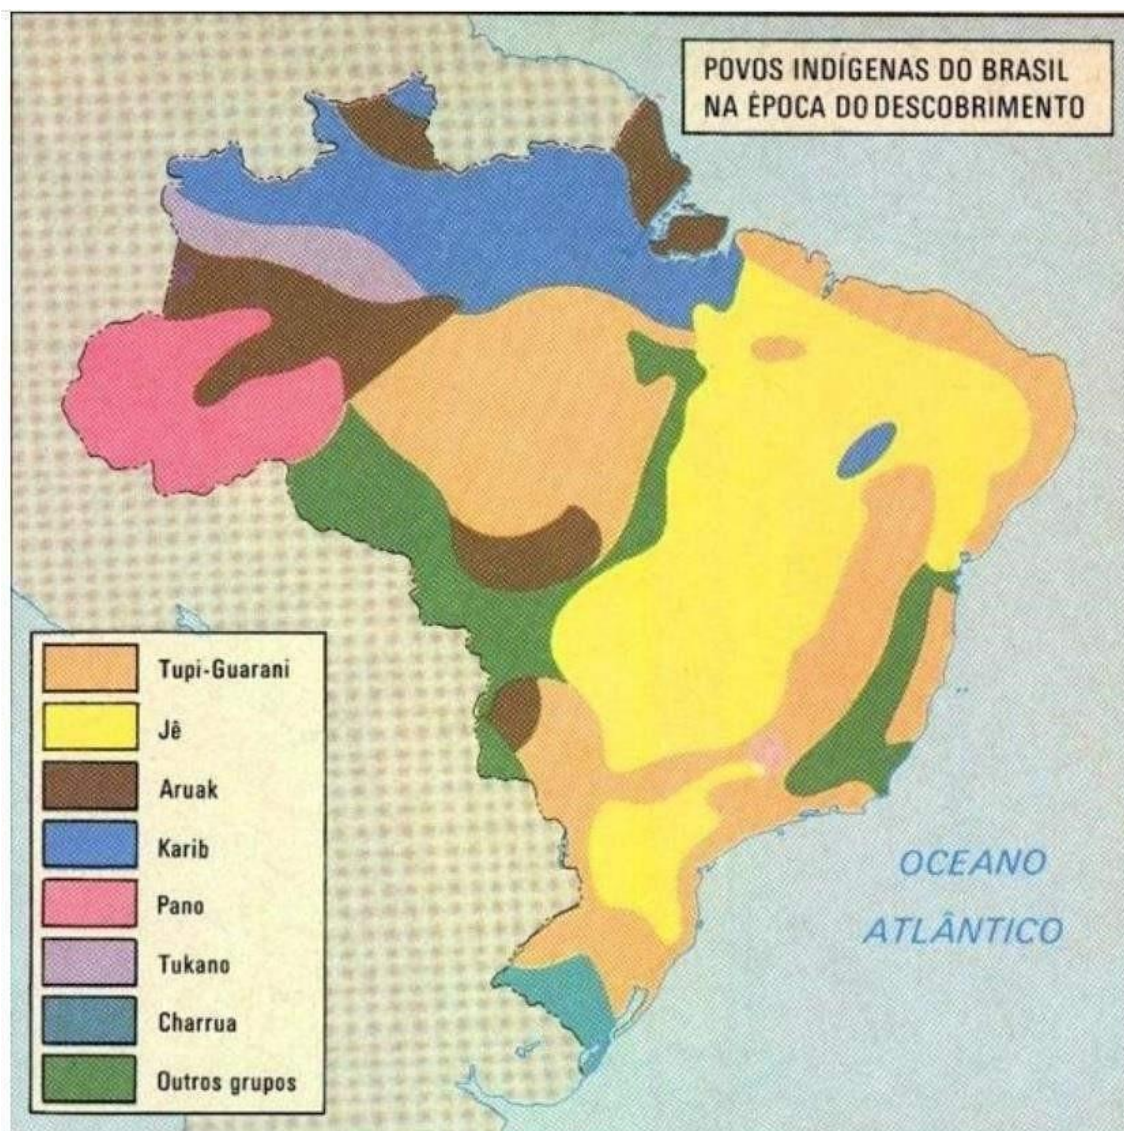 POVOS INDÍGENAS DO BRASIL
NA ÉPOCA DO DESCOBRIMENTO
Tupi-Guarani
Jê
Aruak
Karib
Pano
Tukano
Charrua
Outros grupos
OCEANO
ATLÂNTICO